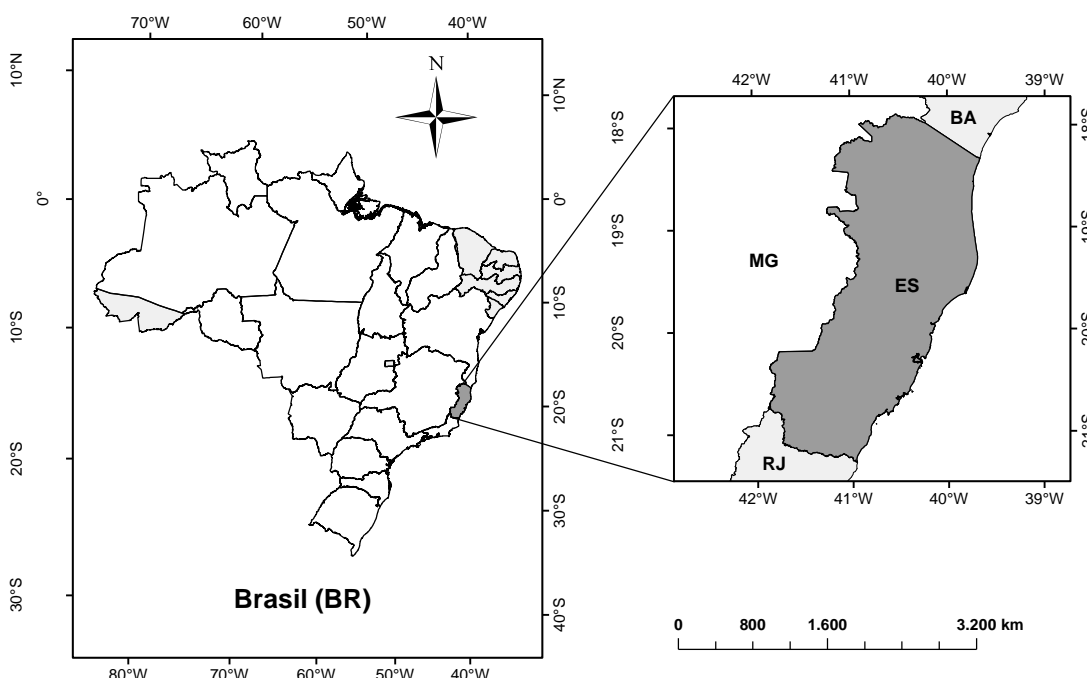 70°W 60°W 50°W 40°W
N
10°N
10°N
0°
0°
10°S
10°S
20°S
20°S
30°S
30°S
40°S
Brasil (BR)
80°W 70°W 60°W 50°W 40°W
42°W 41°W 40°W 39°W
18°S
18°S
19°S
19°S
20°S
20°S
21°S
21°S
BA
MG
ES
RJ
42°W 41°W 40°W 39°W
0 800 1.600 3.200 km